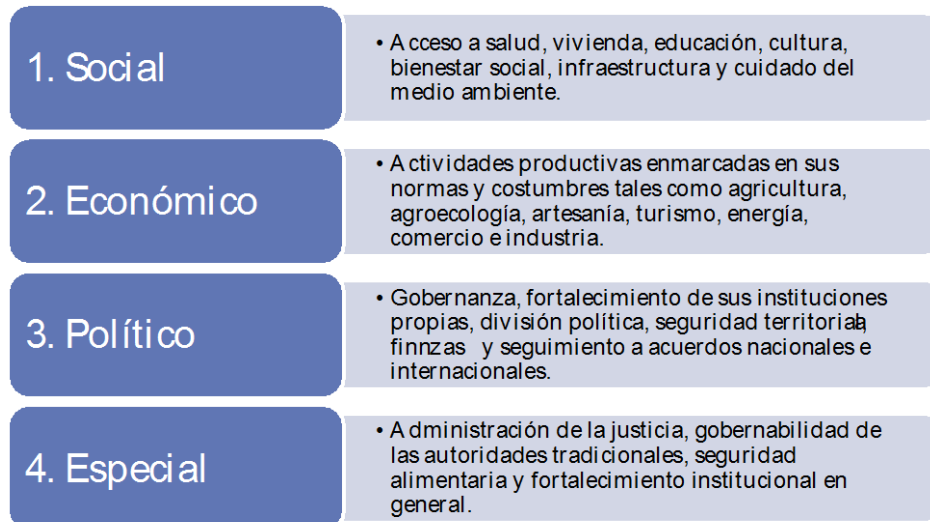 1. Social
• Acceso a salud, vivienda, educación, cultura,
bienestar social, infraestructura y cuidado del
medio ambiente.
2. Económico
• Actividades productivas enmarcadas en sus
normas y costumbres tales como agricultura,
agroecología, artesanía, turismo, energía,
comercio e industria.
3. Político
• Gobernanza, fortalecimiento de sus instituciones
propias, división política, seguridad territorial,
finnzas y seguimiento a acuerdos nacionales e
internacionales.
4. Especial
• Administración de la justicia, gobernabilidad de
las autoridades tradicionales, seguridad
alimentaria y fortalecimiento institucional en
general.